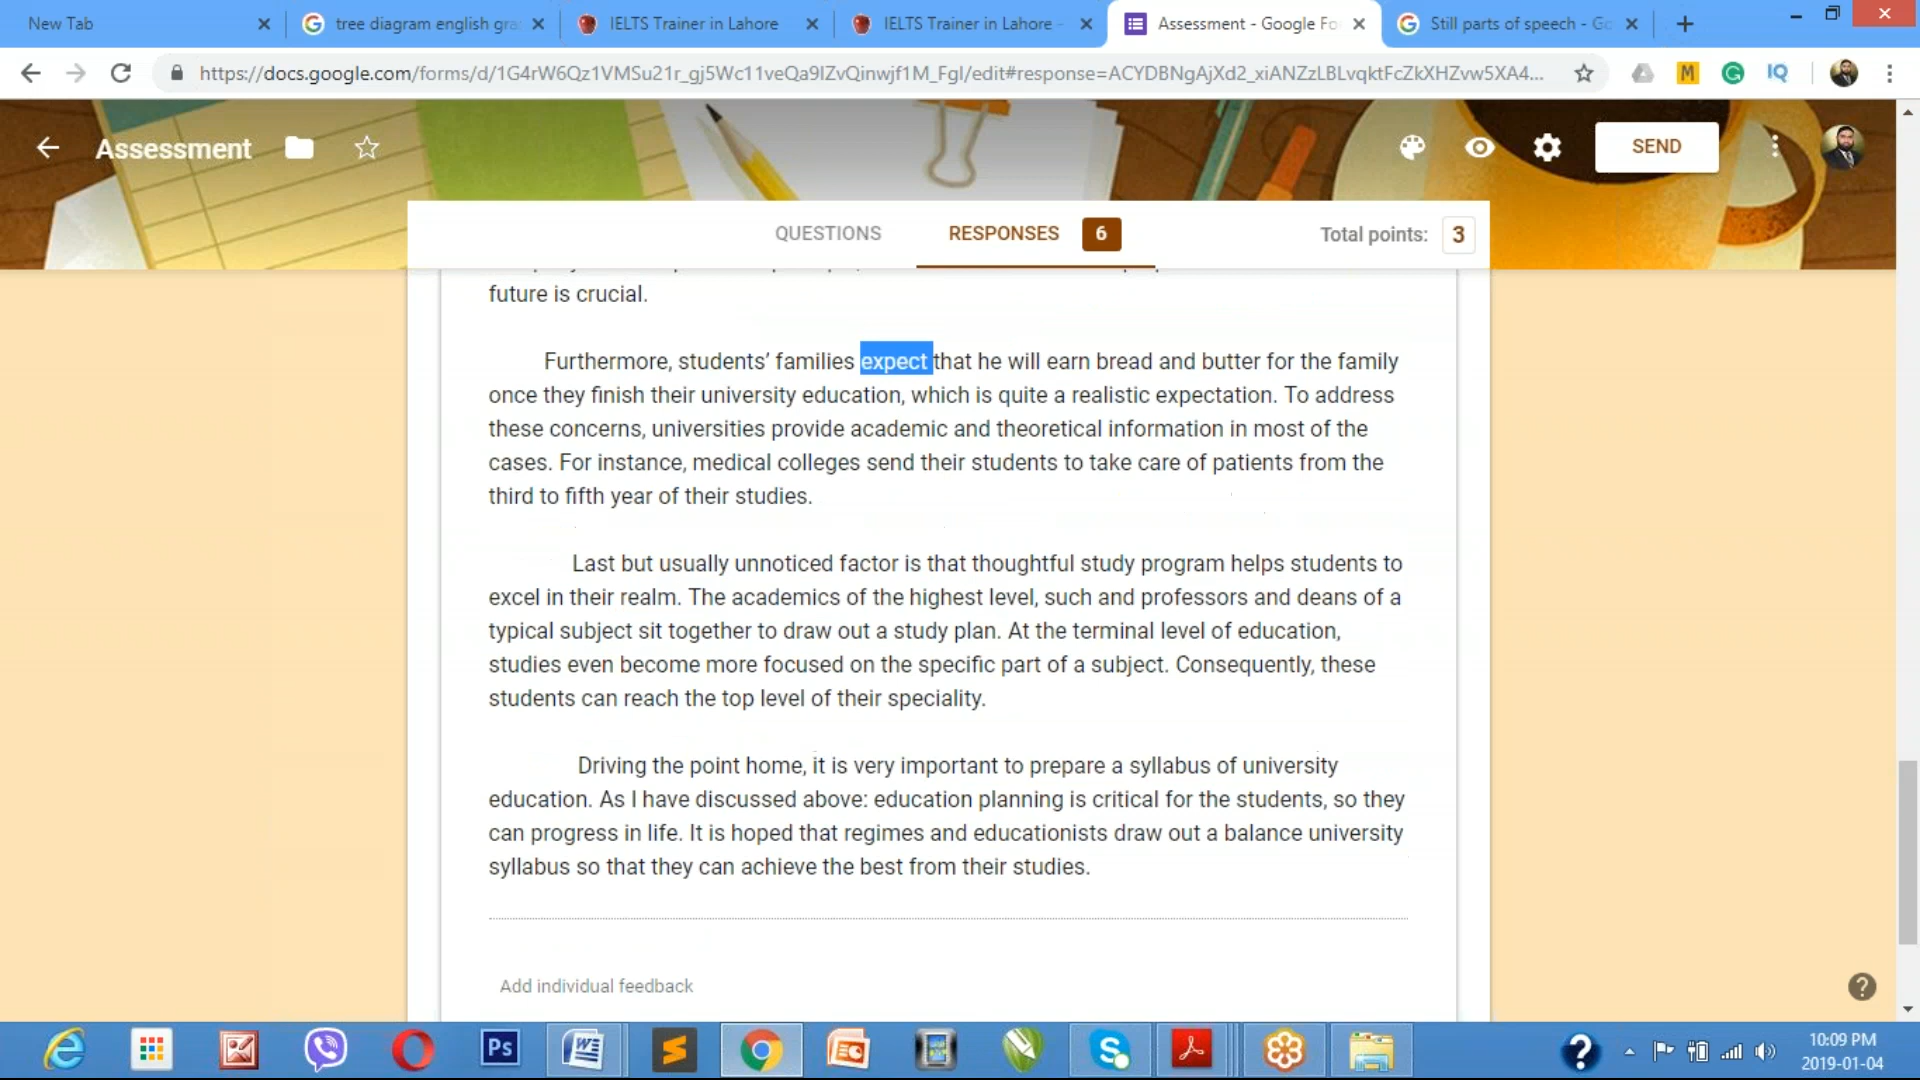 New Tab
tree diagram english gra
IELTS Trainer in Lahore
IELTS Trainer in Lahore -
Assessment - Google Fo
Still parts of speech - Go
https://docs.google.com/forms/d/1G4rW6Qz1VMSu21r_gj5Wc11veQa9IZvQinwjf1M_FgI/edit#response=ACYDBNgAjXd2_xiANZzLBLvqktFcZkXHZvw5XA4...
M
IQ
Assessment
SEND
QUESTIONS
RESPONSES
6
Total points:
3
future is crucial.
Furthermore, students’ families expect that he will earn bread and butter for the family
once they finish their university education, which is quite a realistic expectation. To address
these concerns, universities provide academic and theoretical information in most of the
cases. For instance, medical colleges send their students to take care of patients from the
third to fifth year of their studies.
Last but usually unnoticed factor is that thoughtful study program helps students to
excel in their realm. The academics of the highest level, such and professors and deans of a
typical subject sit together to draw out a study plan. At the terminal level of education,
studies even become more focused on the specific part of a subject. Consequently, these
students can reach the top level of their speciality.
Driving the point home, it is very important to prepare a syllabus of university
education. As I have discussed above: education planning is critical for the students, so they
can progress in life. It is hoped that regimes and educationists draw out a balance university
syllabus so that they can achieve the best from their studies.
Add individual feedback
Ps
10:09 PM
2019-01-04